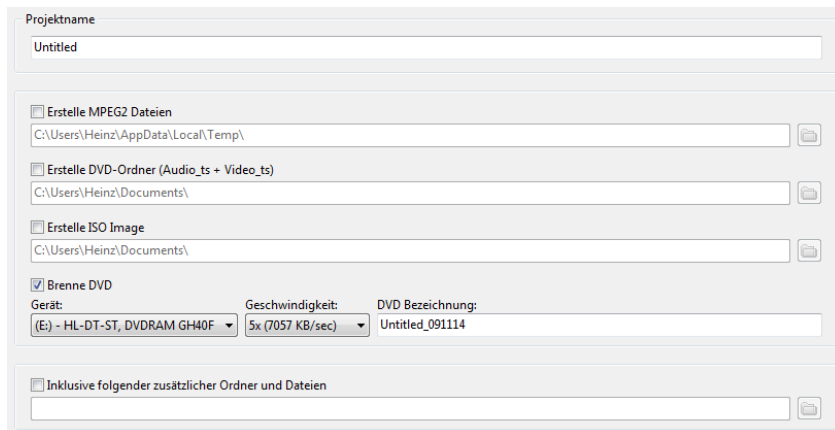 Projektname
Untitled
Erstelle MPEG2 Dateien
C:\Users\Heinz\AppData\Local\Temp\
Erstelle DVD-Ordner (Audio_ts + Video_ts)
C:\Users\Heinz\Documents\
Erstelle ISO Image
C:\Users\Heinz\Documents\
Brenne DVD
Gerät: Geschwindigkeit: DVD Bezeichnung:
(E:) - HL-DT-ST, DVDRAM GH40F 5x (7057 KB/sec) Untitled_091114
Inklusive folgender zusätzlicher Ordner und Dateien